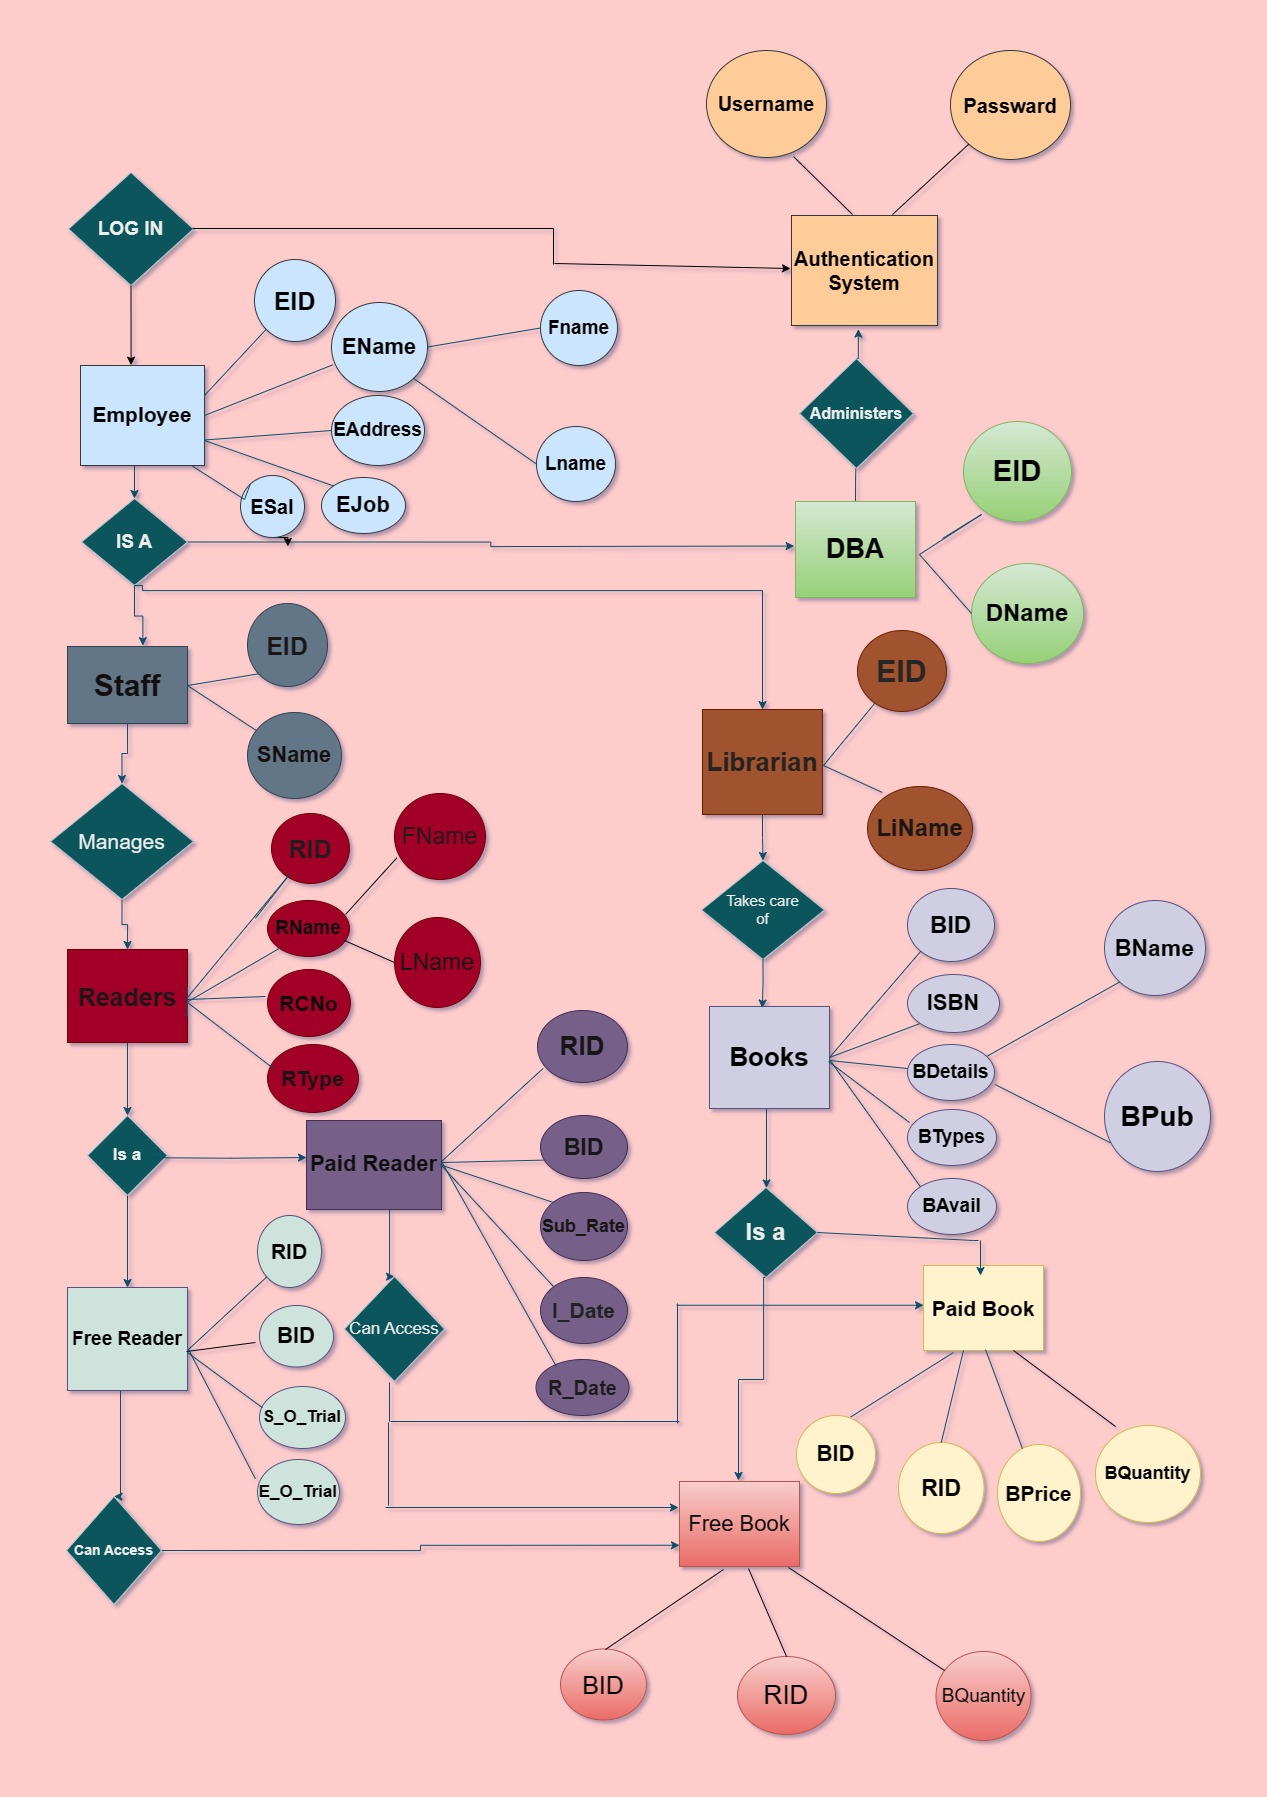 Username
Passward
LOG IN
Authentication
System
EID
EName
Fname
Employee
EAddress
Administers
Lname
EID
ESal
EJob
IS A
DBA
DName
EID
Staff
SName
EID
Librarian
LiName
Manages
RID
FName
RName
LName
Readers
RCNo
RType
Takes care
of
BID
BName
ISBN
Books
BDetails
BTypes
BPub
BAvail
RID
Is a
Paid Reader
BID
Sub_Rate
I_Date
R_Date
Is a
RID
BID
Free Reader
Can Access
S_O_Trial
E_O_Trial
Paid Book
BID
RID
BPrice
BQuantity
Can Access
Free Book
BID
RID
BQuantity